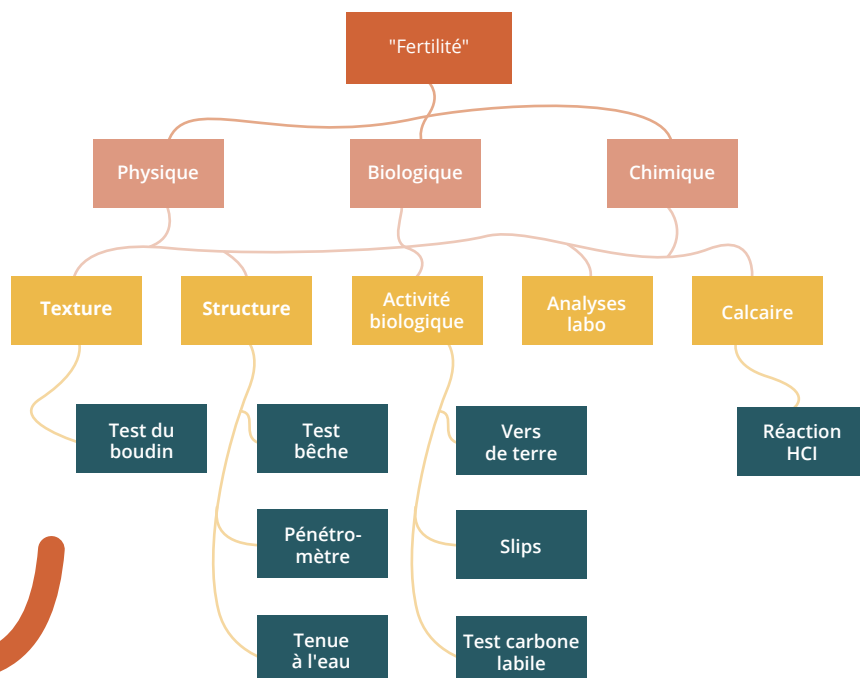 "Fertilité"
Physique
Biologique
Chimique
Texture
Structure
Activité
biologique
Analyses
labo
Calcaire
Test du
boudin
Test
bêche
Vers
de terre
Réaction
HCl
Pénétro-
mètre
Slips
Tenue
à l'eau
Test carbone
labile